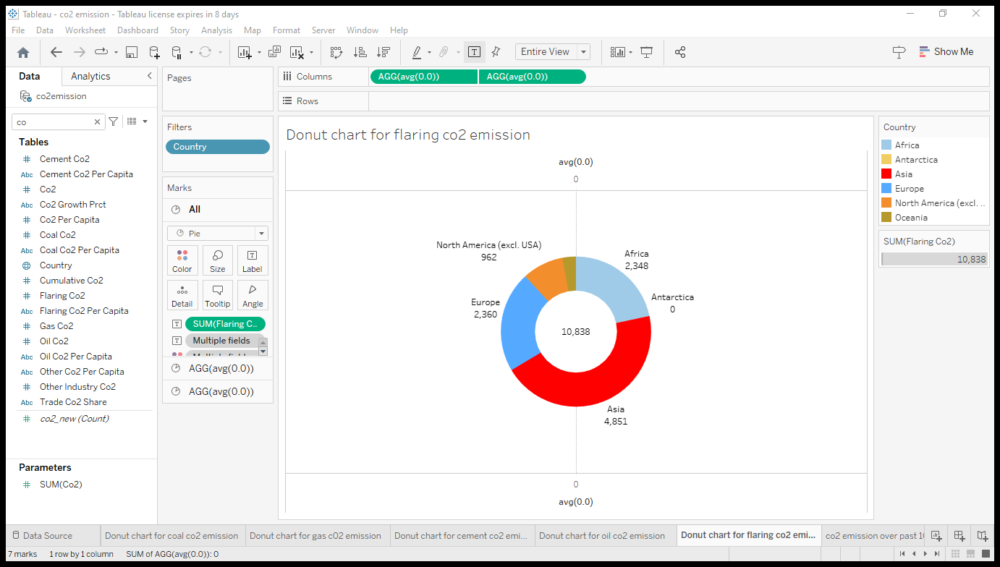 Tableau - co2 emission - Tableau license expires in 8 days
File Data Worksheet Dashboard Story Analysis Map Format Server Window Help
Entire View
Show Me
Data Analytics
co2emission
co
Tables
Cement Co2
Abc Cement Co2 Per Capita
Co2
Abc Co2 Growth Prct
Co2 Per Capita
Coal Co2
Abc Coal Co2 Per Capita
Country
Cumulative Co2
Flaring Co2
Abc Flaring Co2 Per Capita
Gas Co2
Oil Co2
Abc Oil Co2 Per Capita
Abc Other Co2 Per Capita
Other Industry Co2
Abc Trade Co2 Share
co2_new (Count)
Parameters
SUM(Co2)
Pages
Filters
Country
Marks
All
Pie
Color Size Label
Detail Tooltip Angle
SUM(Flaring C..
Multiple fields
AGG(avg(0.0))
AGG(avg(0.0))
Columns AGG(avg(0.0)) AGG(avg(0.0))
Rows
Donut chart for flaring co2 emission
avg(0.0)
0
North America (excl. USA)
962
Africa
2,348
Antarctica
0
Europe
2,360
10,838
Asia
4,851
0
avg(0.0)
Country
Africa
Antarctica
Asia
Europe
North America (excl. ..
Oceania
SUM(Flaring Co2)
10,838
Data Source Donut chart for coal co2 emission Donut chart for gas c02 emission Donut chart for cement co2 emi... Donut chart for oil co2 emission Donut chart for flaring co2 emi... co2 emission over past
7 marks 1 row by 1 column SUM of AGG(avg(0.0)): 0